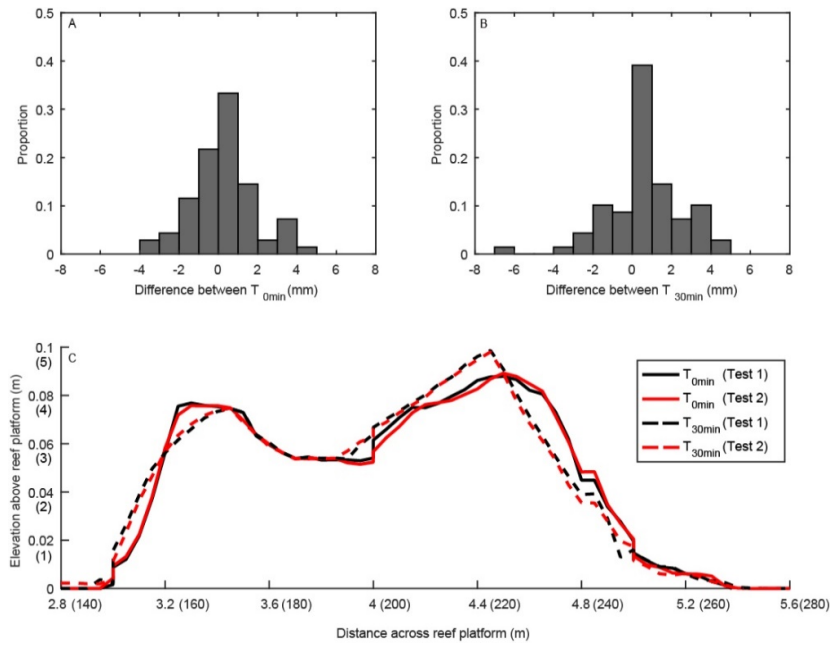 A
0.5
0.4
0.3
0.2
0.1
0
Proportion
-8 -6 -4 -2 0 2 4 6 8
Difference between T 0min (mm)
B
0.5
0.4
0.3
0.2
0.1
0
Proportion
-8 -6 -4 -2 0 2 4 6 8
Difference between T 30min (mm)
C
0.1
(5)
0.08
(4)
0.06
(3)
0.04
(2)
0.02
(1)
0
Elevation above reef platform (m)
T0min (Test 1)
T0min (Test 2)
T30min (Test 1)
T30min (Test 2)
2.8 (140) 3.2 (160) 3.6 (180) 4 (200) 4.4 (220) 4.8 (240) 5.2 (260) 5.6(280)
Distance across reef platform (m)